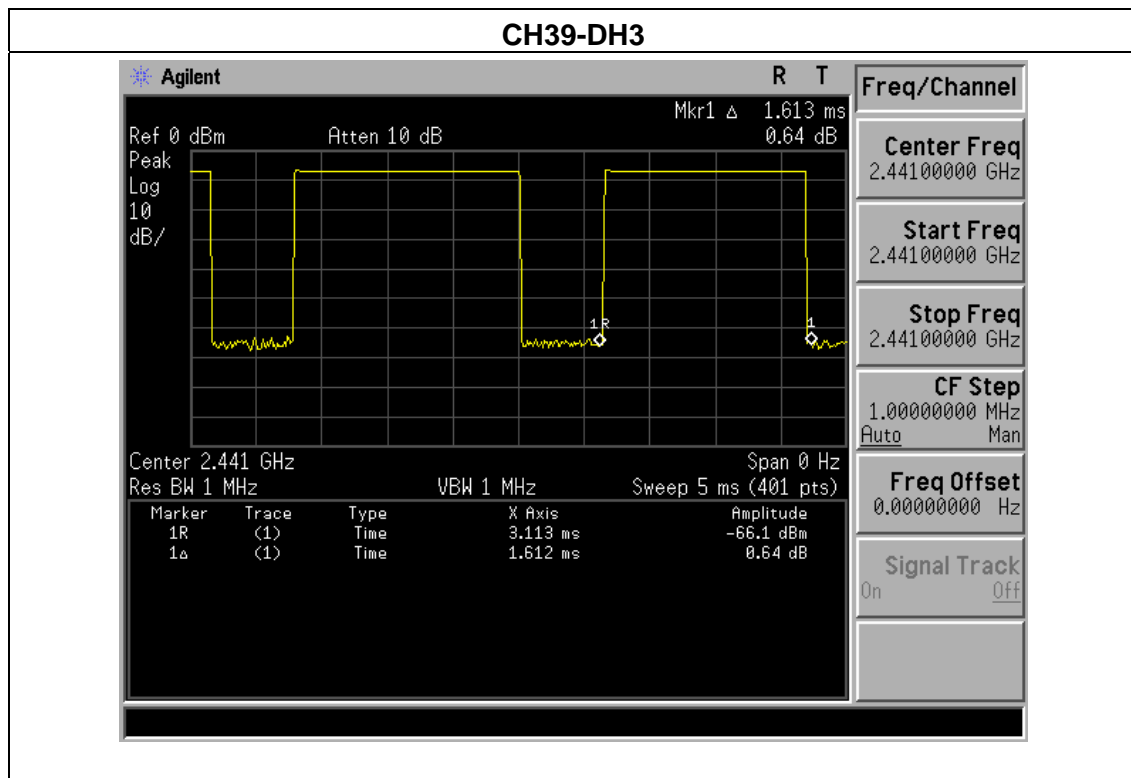 CH39-DH3
Agilent R T
Mkr1 Δ 1.613 ms
Ref 0 dBm Atten 10 dB 0.64 dB
Peak
Log
10
dB/
1R
1
Center 2.441 GHz Span 0 Hz
Res BW 1 MHz VBW 1 MHz Sweep 5 ms (401 pts)
Marker Trace Type X Axis Amplitude
1R (1) Time 3.113 ms -66.1 dBm
1Δ (1) Time 1.612 ms 0.64 dB
Freq/Channel
Center Freq
2.44100000 GHz
Start Freq
2.44100000 GHz
Stop Freq
2.44100000 GHz
CF Step
1.00000000 MHz
Auto Man
Freq Offset
0.00000000 Hz
Signal Track
On Off